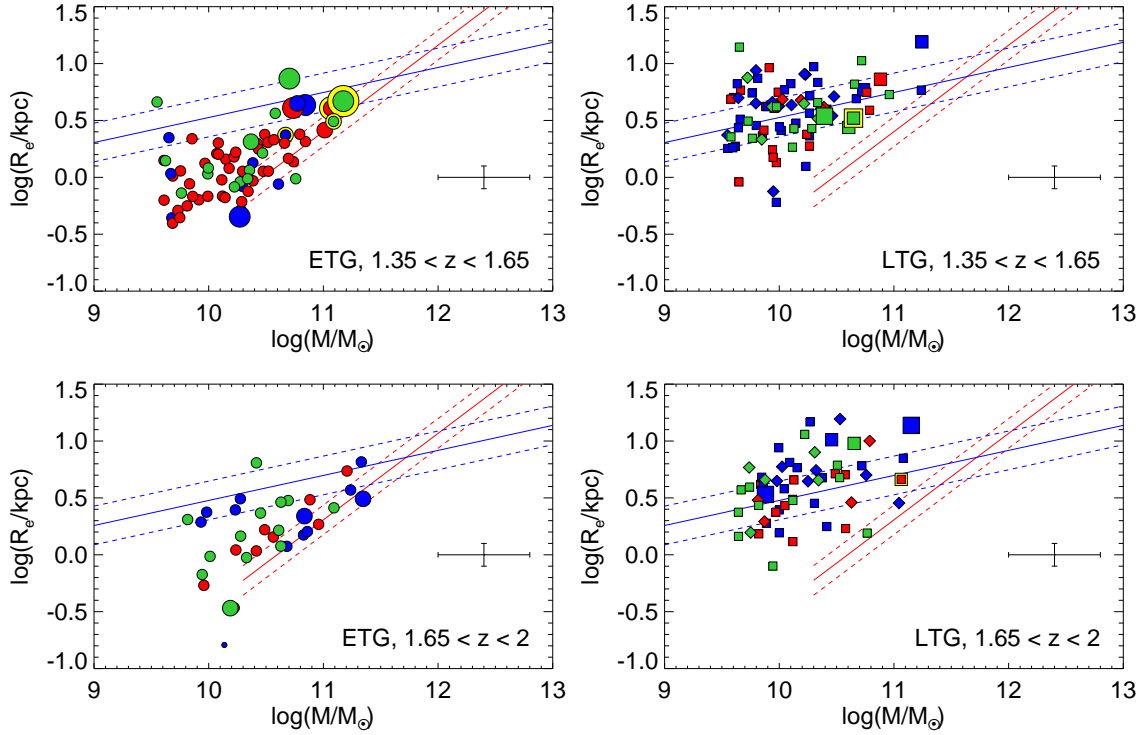 1.5
1.0
0.5
0.0
-0.5
-1.0
log(Re/kpc)
ETG, 1.35 < z < 1.65
9 10 11 12 13
log(M/M⊙)
1.5
1.0
0.5
0.0
-0.5
-1.0
log(Re/kpc)
LTG, 1.35 < z < 1.65
9 10 11 12 13
log(M/M⊙)
1.5
1.0
0.5
0.0
-0.5
-1.0
log(Re/kpc)
ETG, 1.65 < z < 2
9 10 11 12 13
log(M/M⊙)
1.5
1.0
0.5
0.0
-0.5
-1.0
log(Re/kpc)
LTG, 1.65 < z < 2
9 10 11 12 13
log(M/M⊙)